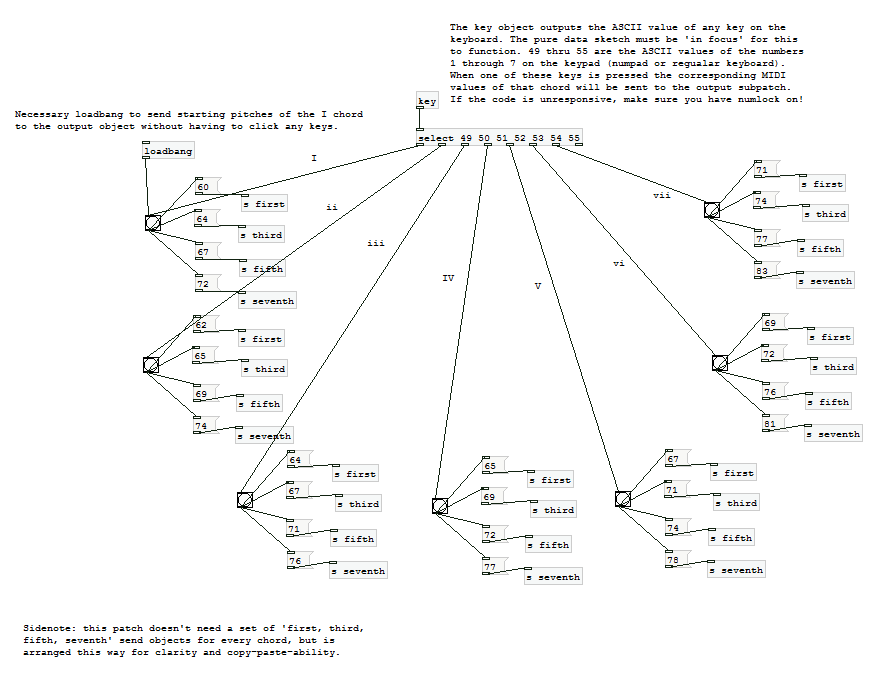 The key object outputs the ASCII value of any key on the
keyboard. The pure data sketch must be 'in focus' for this
to function. 49 thru 55 are the ASCII values of the numbers
1 through 7 on the keypad (numpad or regualar keyboard).
When one of these keys is pressed the corresponding MIDI
values of that chord will be sent to the output subpatch.
If the code is unresponsive, make sure you have numlock on!
key
Necessary loadbang to send starting pitches of the I chord
to the output object without having to click any keys.
select 49 50 51 52 53 54 55
loadbang
I
ii
iii
IV
V
vi
vii
60
s first
64
s third
67
s fifth
72
s seventh
62
s first
65
s third
69
s fifth
74
s seventh
64
s first
67
s third
71
s fifth
76
s seventh
65
s first
69
s third
72
s fifth
77
s seventh
67
s first
71
s third
74
s fifth
78
s seventh
69
s first
72
s third
76
s fifth
81
s seventh
71
s first
74
s third
77
s fifth
83
s seventh
Sidenote: this patch doesn't need a set of 'first, third,
fifth, seventh' send objects for every chord, but is
arranged this way for clarity and copy-paste-ability.